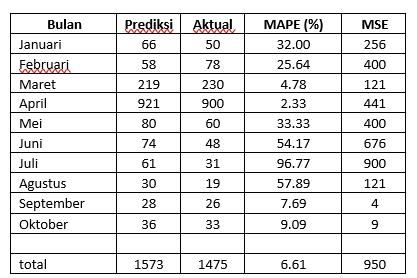 Bulan Prediksi Aktual MAPE (%) MSE
Januari 66 50 32.00 256
Februari 58 78 25.64 400
Maret 219 230 4.78 121
April 921 900 2.33 441
Mei 80 60 33.33 400
Juni 74 48 54.17 676
Juli 61 31 96.77 900
Agustus 30 19 57.89 121
September 28 26 7.69 4
Oktober 36 33 9.09 9
total 1573 1475 6.61 950